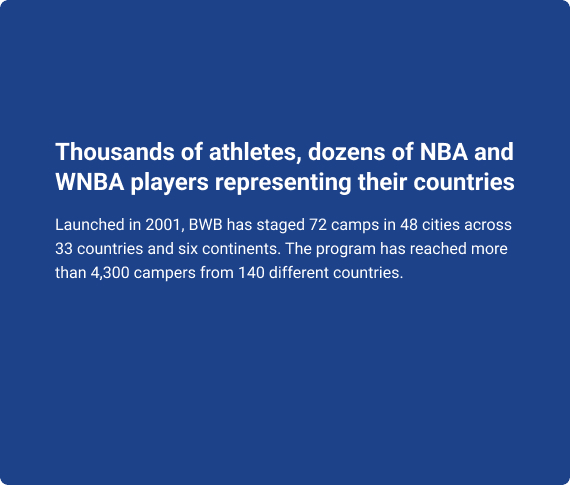 Thousands of athletes, dozens of NBA and
WNBA players representing their countries
Launched in 2001, BWB has staged 72 camps in 48 cities across
33 countries and six continents. The program has reached more
than 4,300 campers from 140 different countries.